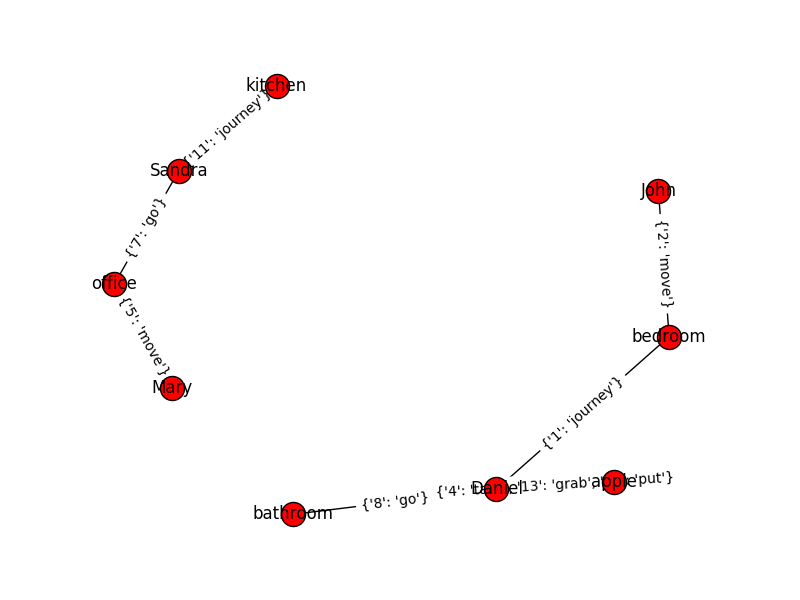 kitchen
{'11': 'journey'}
Sandra
John
{'7': 'go'}
{'2': 'move'}
office
{'5': 'move'}
bedroom
Mary
{'1': 'journey'}
{'8': 'go'}
{'4':
Daniel
'13': 'grab',
apple
'put'}
bathroom